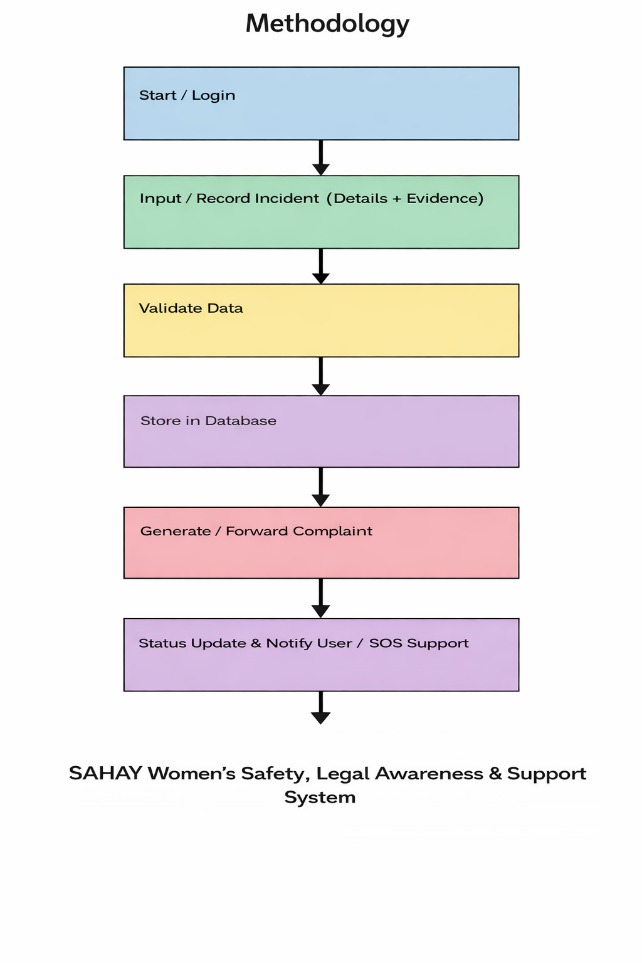 Methodology
Start / Login
Input / Record Incident (Details + Evidence)
Validate Data
Store in Database
Generate / Forward Complaint
Status Update & Notify User / SOS Support
SAHAY Women’s Safety, Legal Awareness & Support
System